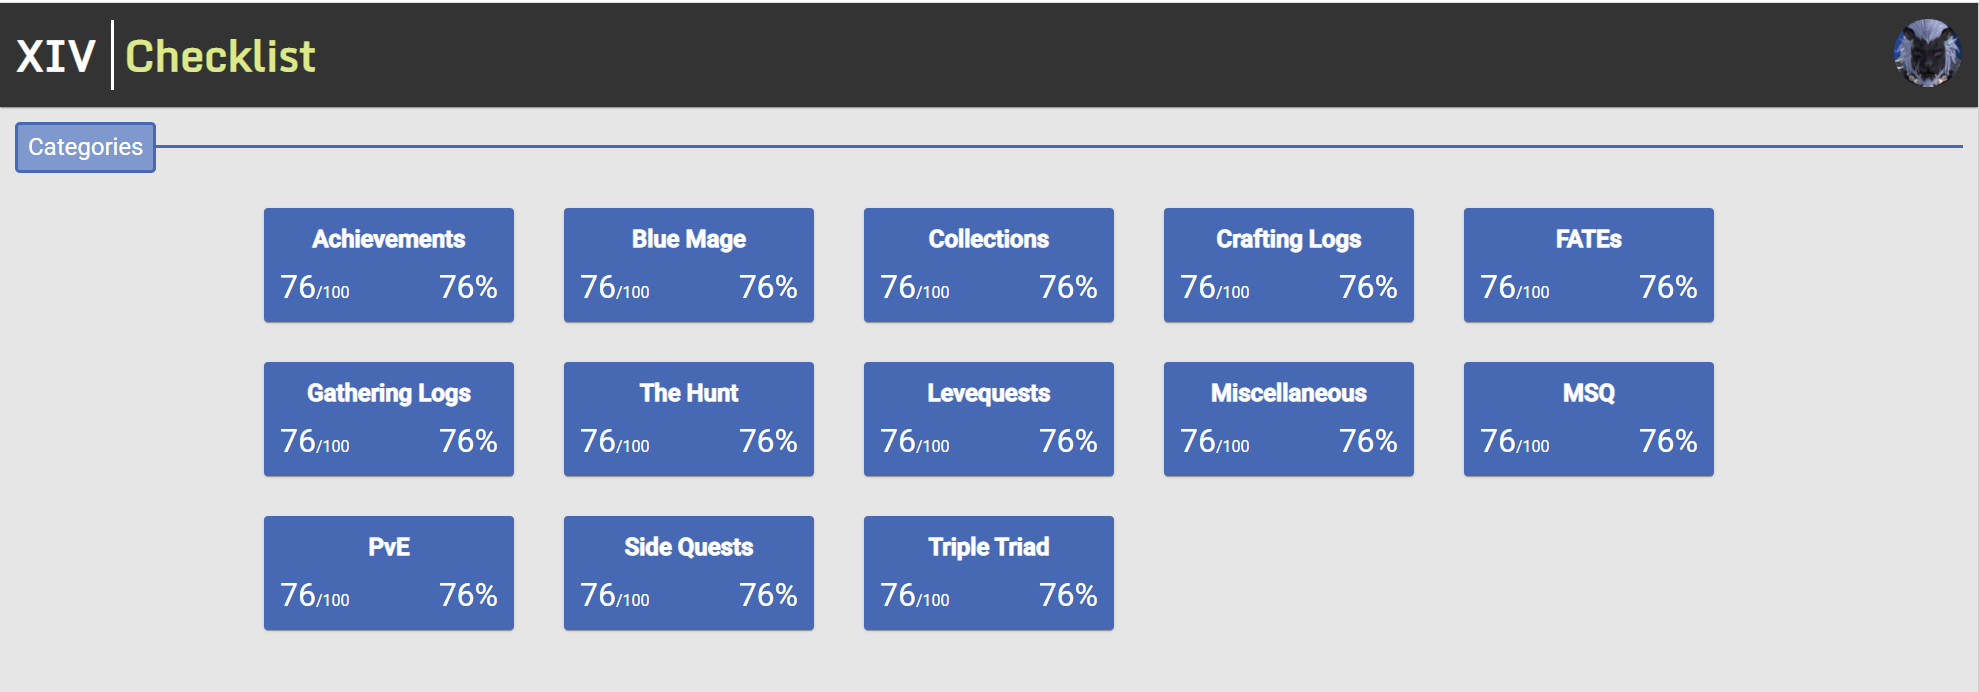 XIV Checklist
Categories
Achievements
76/100 76%
Blue Mage
76/100 76%
Collections
76/100 76%
Crafting Logs
76/100 76%
FATEs
76/100 76%
Gathering Logs
76/100 76%
The Hunt
76/100 76%
Levequests
76/100 76%
Miscellaneous
76/100 76%
MSQ
76/100 76%
PvE
76/100 76%
Side Quests
76/100 76%
Triple Triad
76/100 76%